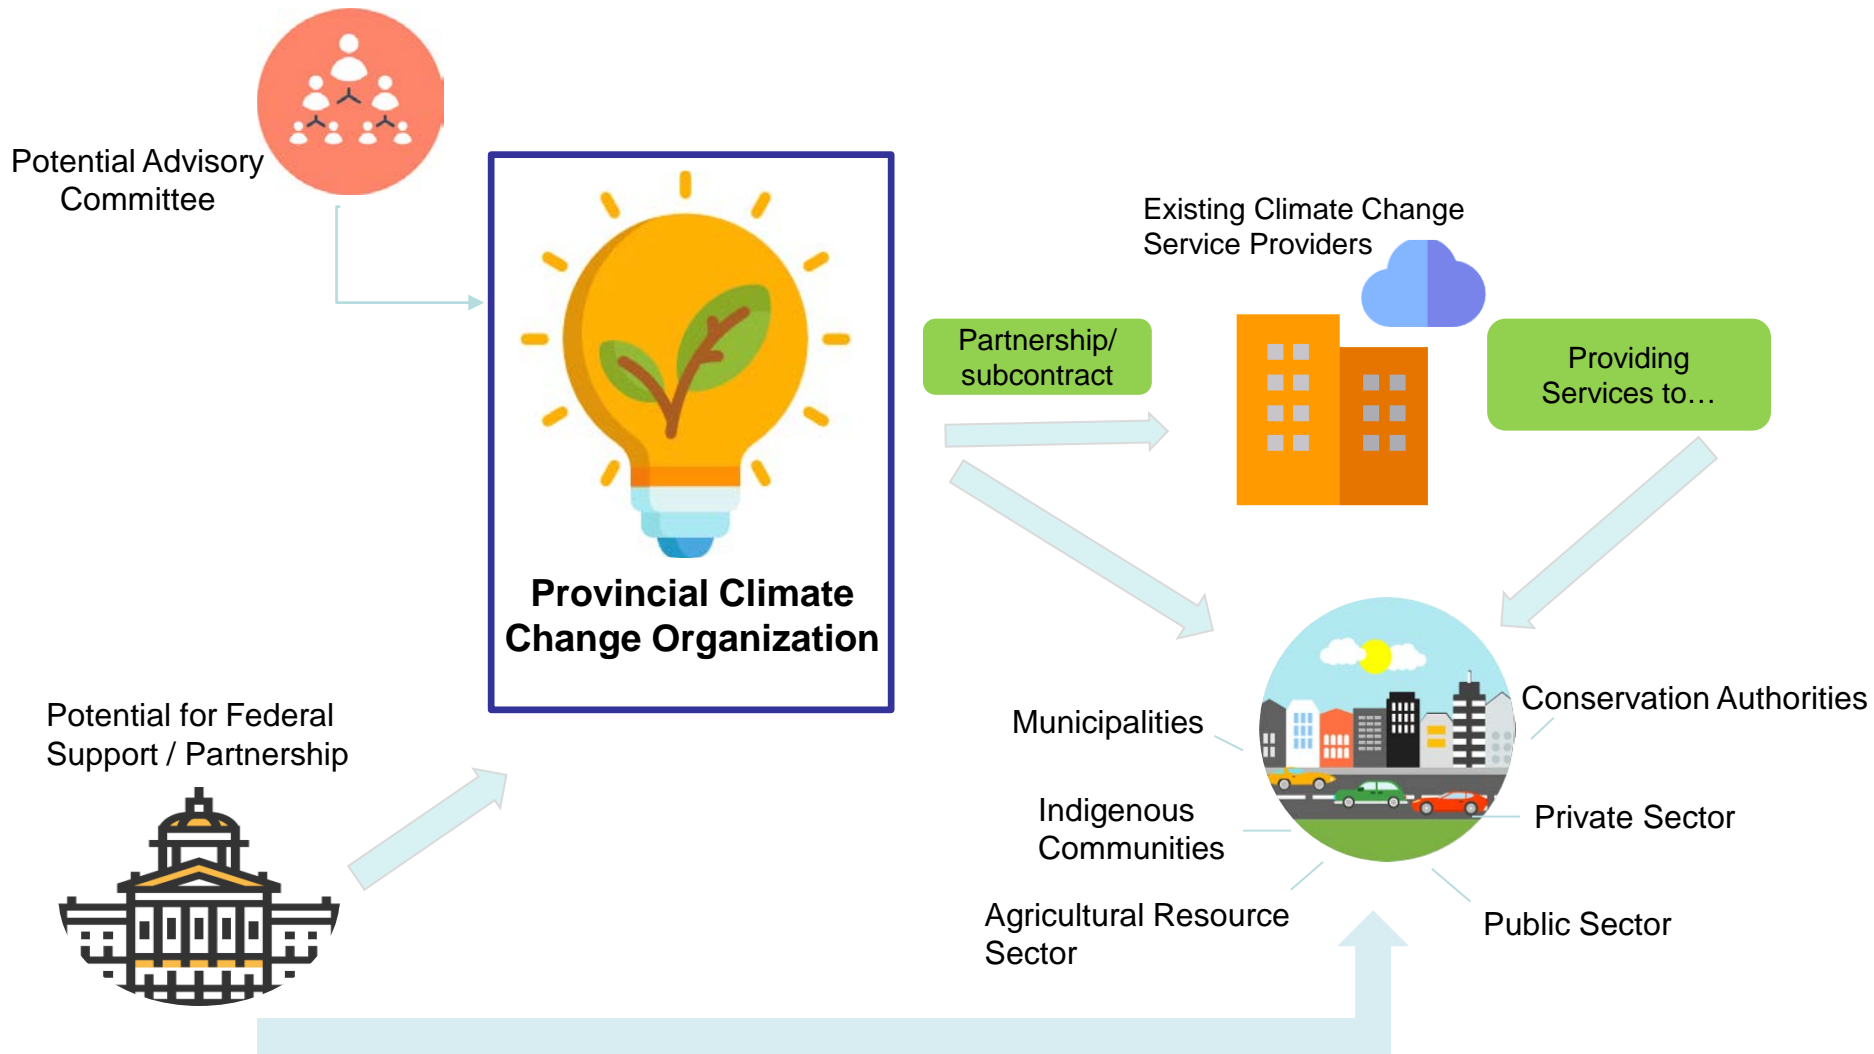 Potential Advisory
Committee
Provincial Climate
Change Organization
Potential for Federal
Support / Partnership
Partnership/
subcontract
Existing Climate Change
Service Providers
Providing
Services to…
Municipalities
Indigenous
Communities
Agricultural Resource
Sector
Conservation Authorities
Private Sector
Public Sector